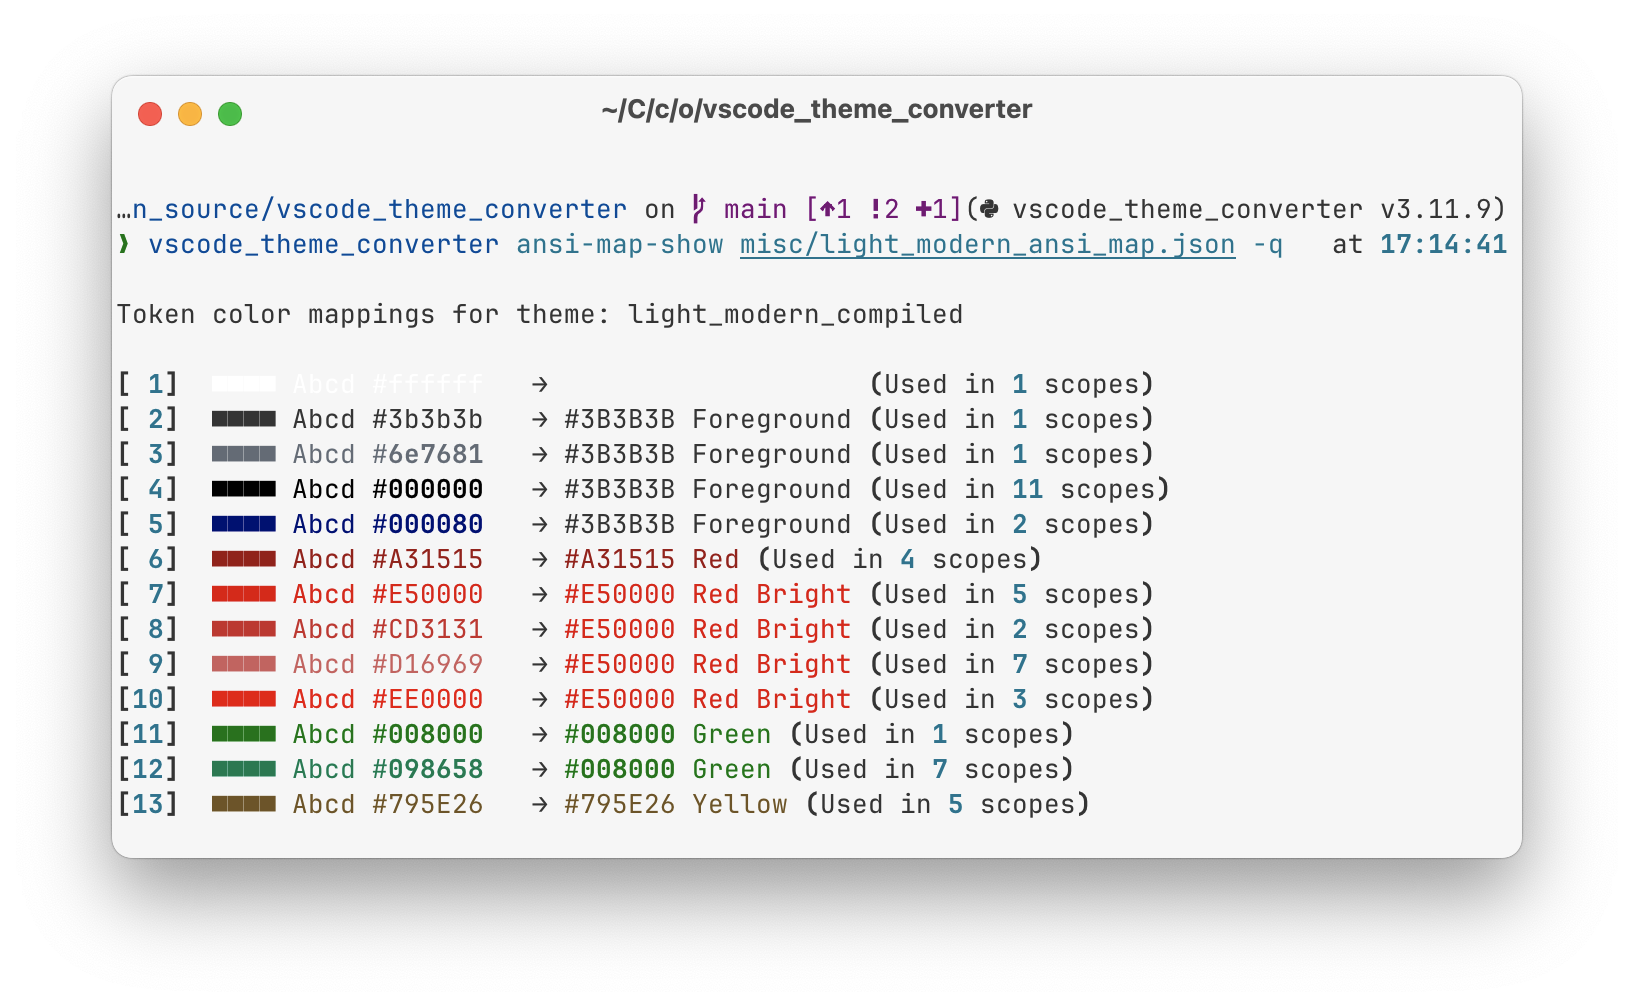 ~/C/c/o/vscode_theme_converter
…n_source/vscode_theme_converter on main [↑1 !2 +1](vscode_theme_converter v3.11.9)
❯ vscode_theme_converter ansi-map-show misc/light_modern_ansi_map.json -q at 17:14:41
Token color mappings for theme: light_modern_compiled
[ 1] Abcd #ffffff → (Used in 1 scopes)
[ 2] Abcd #3b3b3b → #3B3B3B Foreground (Used in 1 scopes)
[ 3] Abcd #6e7681 → #3B3B3B Foreground (Used in 1 scopes)
[ 4] Abcd #000000 → #3B3B3B Foreground (Used in 11 scopes)
[ 5] Abcd #000080 → #3B3B3B Foreground (Used in 2 scopes)
[ 6] Abcd #A31515 → #A31515 Red (Used in 4 scopes)
[ 7] Abcd #E50000 → #E50000 Red Bright (Used in 5 scopes)
[ 8] Abcd #CD3131 → #E50000 Red Bright (Used in 2 scopes)
[ 9] Abcd #D16969 → #E50000 Red Bright (Used in 7 scopes)
[10] Abcd #EE0000 → #E50000 Red Bright (Used in 3 scopes)
[11] Abcd #008000 → #008000 Green (Used in 1 scopes)
[12] Abcd #098658 → #008000 Green (Used in 7 scopes)
[13] Abcd #795E26 → #795E26 Yellow (Used in 5 scopes)